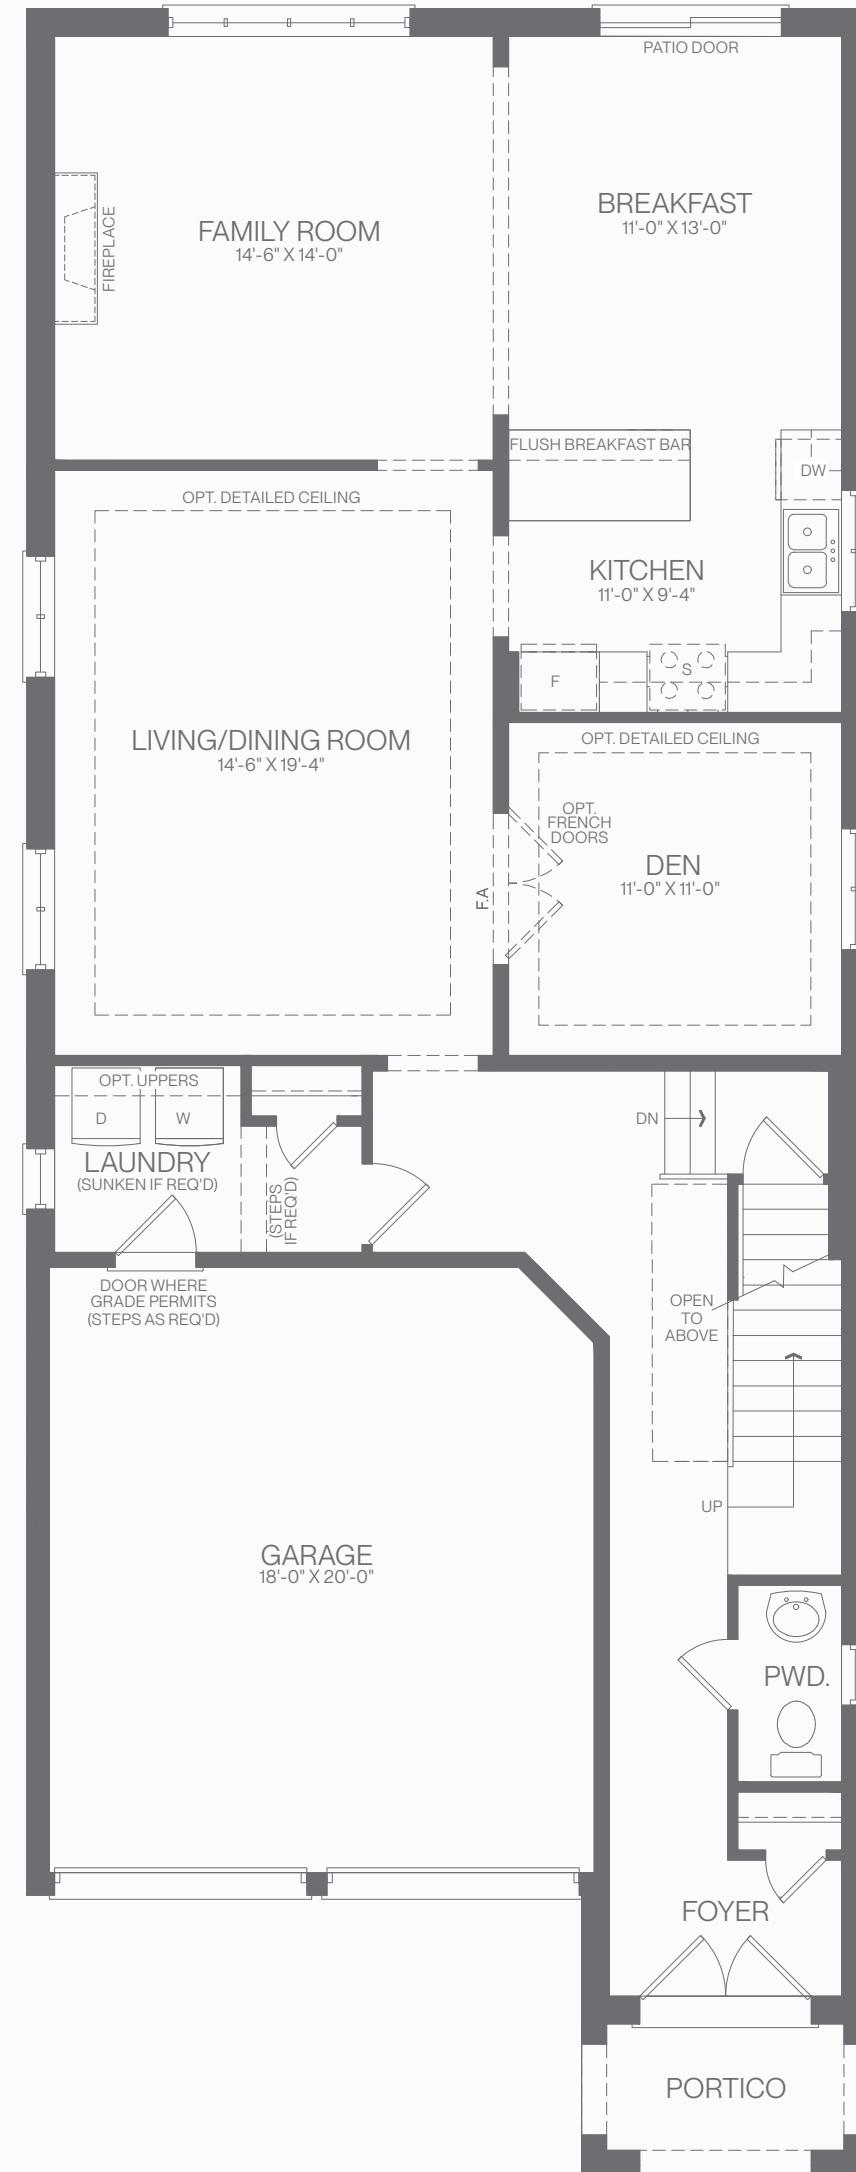 PATIO DOOR
BREAKFAST
11'-0" X 13'-0"
FAMILY ROOM
14'-6" X 14'-0"
FIREPLACE
FLUSH BREAKFAST BAR
DW
OPT. DETAILED CEILING
KITCHEN
11'-0" X 9'-4"
F
S
LIVING/DINING ROOM
14'-6" X 19'-4"
OPT. DETAILED CEILING
OPT.
FRENCH
DOORS
DEN
11'-0" X 11'-0"
F.A
OPT. UPPERS
D
W
LAUNDRY
(SUNKEN IF REQ'D)
(STEPS
IF REQ'D)
DN
DOOR WHERE
GRADE PERMITS
(STEPS AS REQ'D)
OPEN
TO
ABOVE
UP
GARAGE
18'-0" X 20'-0"
PWD.
FOYER
PORTICO